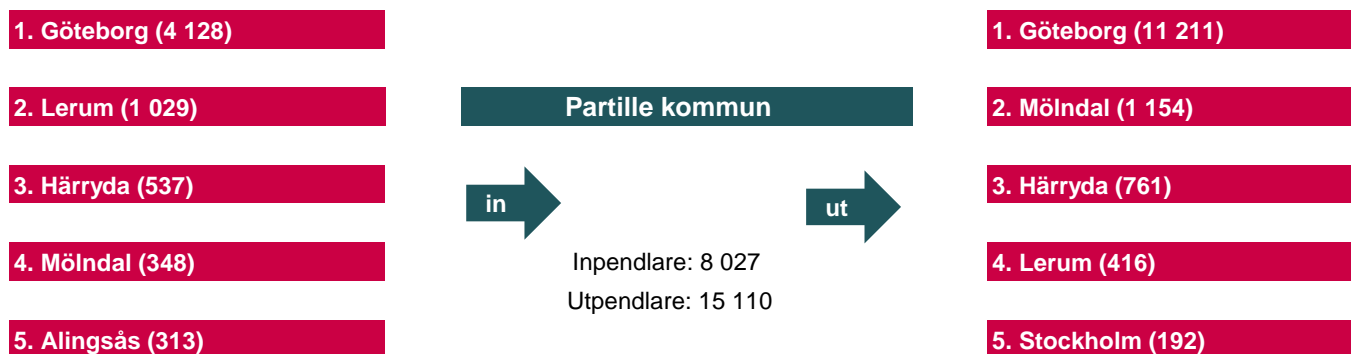 1. Göteborg (4 128)
2. Lerum (1 029)
3. Härryda (537)
4. Mölndal (348)
5. Alingsås (313)
Partille kommun
in
ut
Inpendlare: 8 027
Utpendlare: 15 110
1. Göteborg (11 211)
2. Mölndal (1 154)
3. Härryda (761)
4. Lerum (416)
5. Stockholm (192)